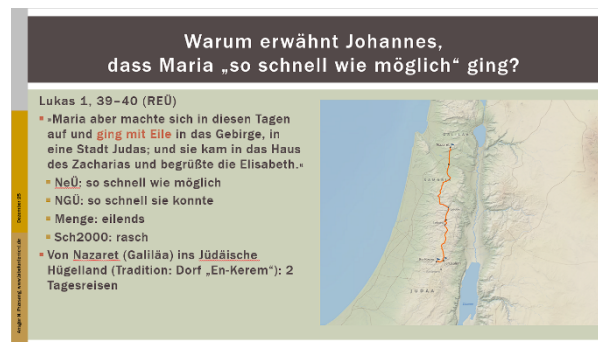 Warum erwähnt Johannes,
dass Maria „so schnell wie möglich“ ging?
Lukas 1, 39–40 (REÜ)
▪ »Maria aber machte sich in diesen Tagen
auf und ging mit Eile in das Gebirge, in
eine Stadt Judas; und sie kam in das Haus
des Zacharias und begrüßte die Elisabeth.«
▪ NeÜ: so schnell wie möglich
▪ NGÜ: so schnell sie konnte
▪ Menge: eilends
▪ Sch2000: rasch
▪ Von Nazaret (Galiläa) ins Jüdäische
Hügelland (Tradition: Dorf „En-Kerem“): 2
Tagesreisen